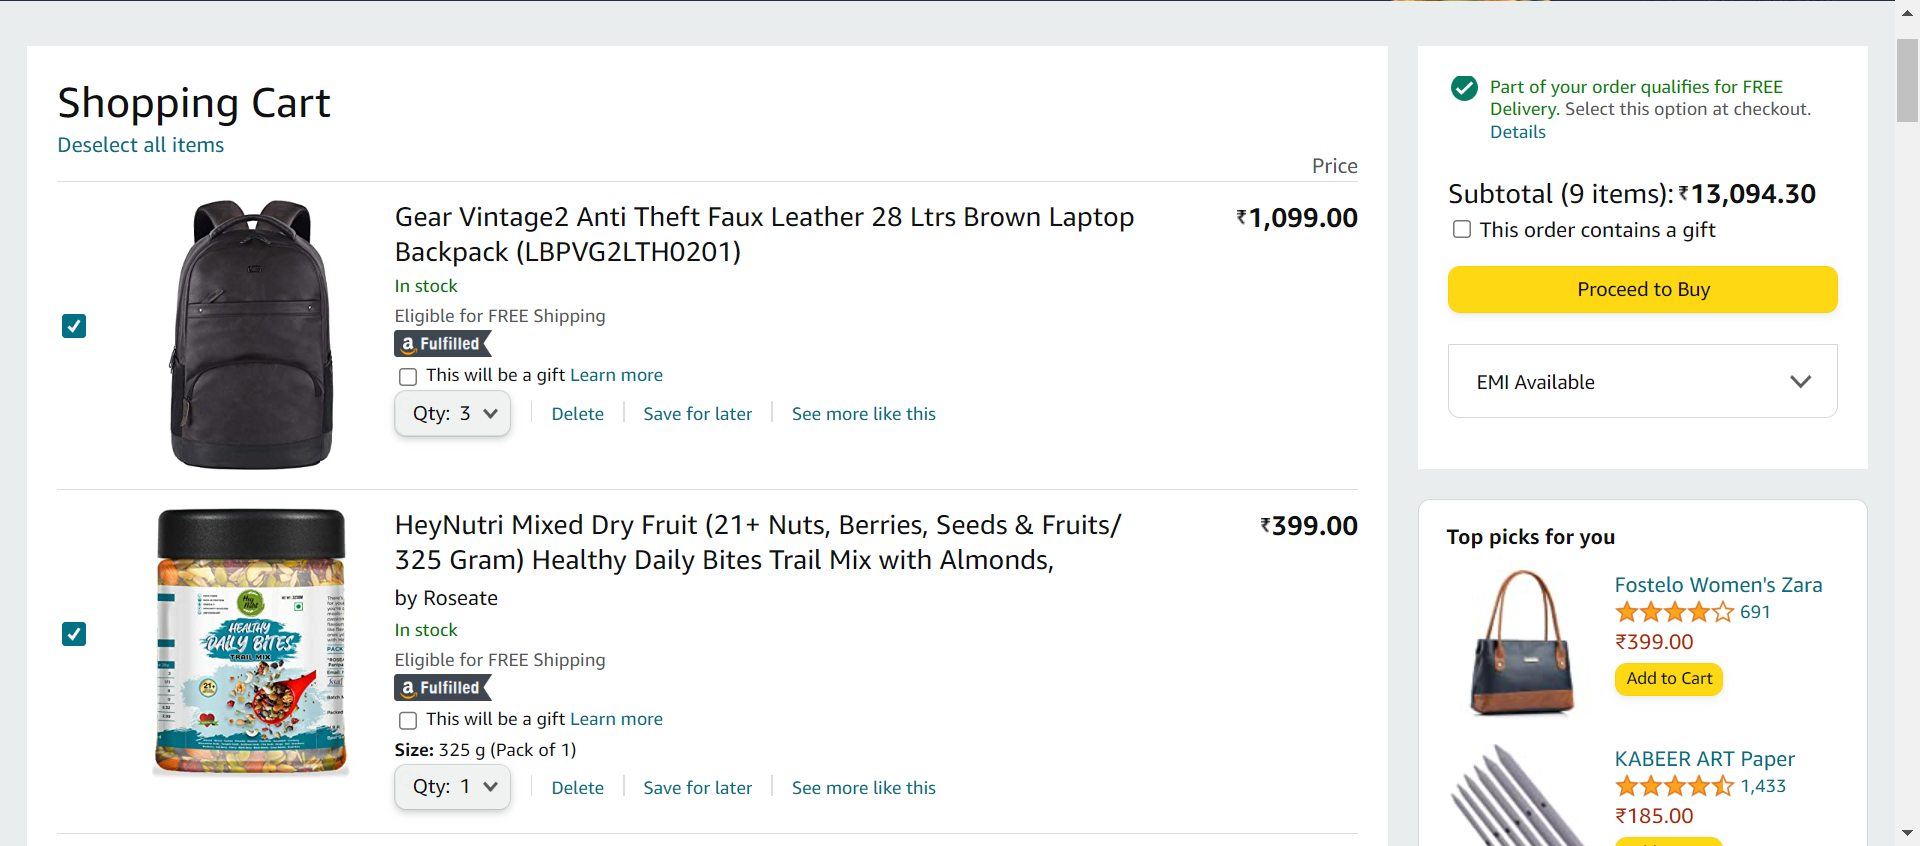 Shopping Cart
Deselect all items
Price
Gear Vintage2 Anti Theft Faux Leather 28 Ltrs Brown Laptop
Backpack (LBPVG2LTH0201)
₹1,099.00
In stock
Eligible for FREE Shipping
a Fulfilled
This will be a gift Learn more
Qty: 3
Delete
Save for later
See more like this
HeyNutri Mixed Dry Fruit (21+ Nuts, Berries, Seeds & Fruits/
325 Gram) Healthy Daily Bites Trail Mix with Almonds,
₹399.00
by Roseate
In stock
Eligible for FREE Shipping
a Fulfilled
This will be a gift Learn more
Size: 325 g (Pack of 1)
Qty: 1
Delete
Save for later
See more like this
HEALTHY
DAILY BITES
TRAIL MIX
21+
Part of your order qualifies for FREE
Delivery. Select this option at checkout.
Details
Subtotal (9 items): ₹13,094.30
This order contains a gift
Proceed to Buy
EMI Available
Top picks for you
Fostelo Women's Zara
691
₹399.00
Add to Cart
KABEER ART Paper
1,433
₹185.00